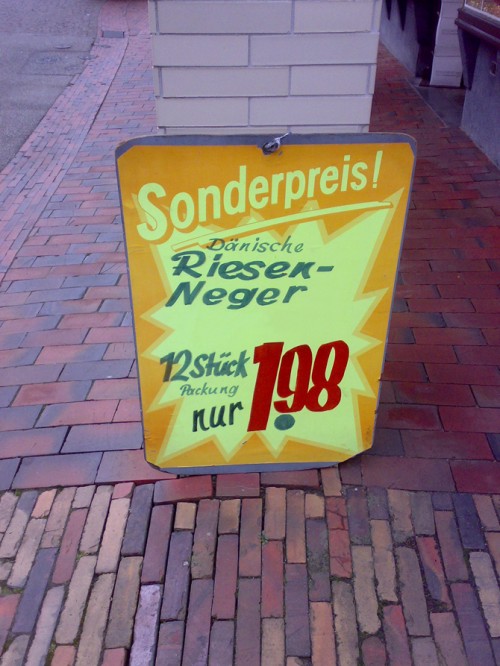 Sonderpreis!
Dänische
Riesen-
Neger
12 Stück
Packung
nur 1.98